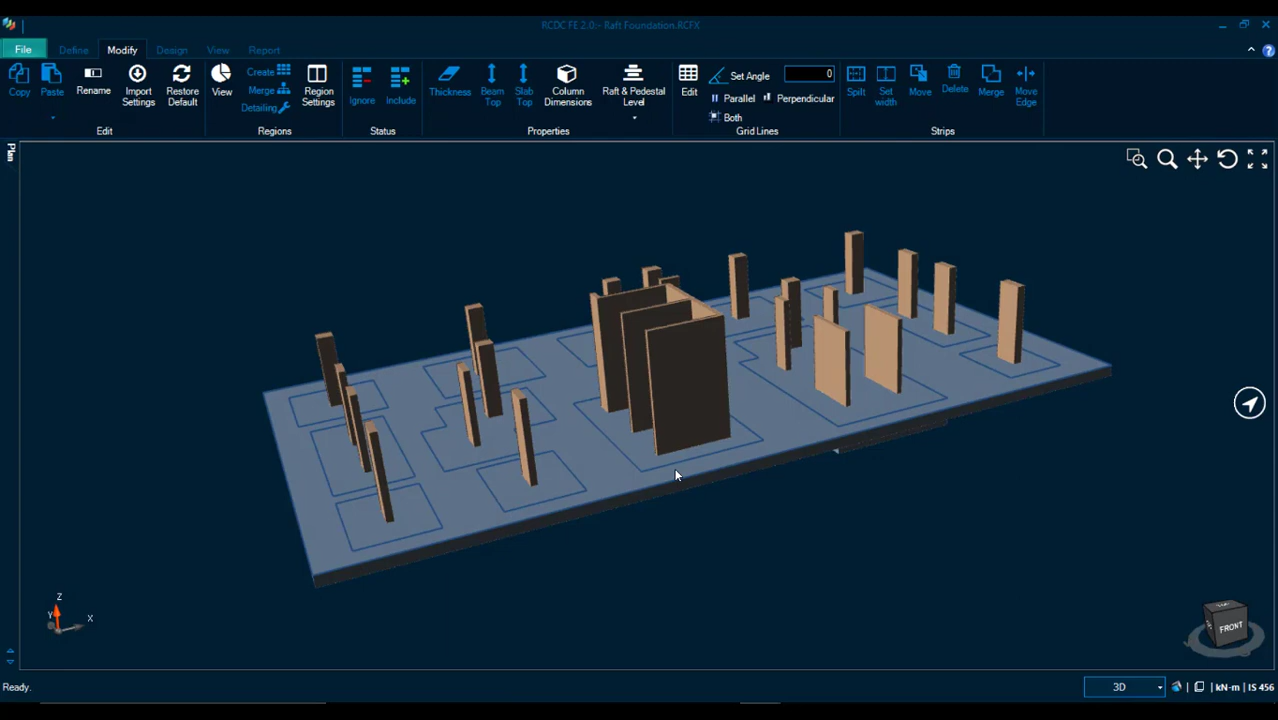 RCDC FE 2.0:- Raft Foundation.RCFX
File Define Modify Design View Report
Copy Paste Rename Import Settings Restore Default
Edit
View Create Merge Detailing Region Settings
Regions
Ignore Include
Status
Thickness Beam Top Slab Top Column Dimensions Raft & Pedestal Level
Properties
Edit Set Angle 0
Parallel Perpendicular
Both
Grid Lines
Split Set width Move Delete Merge Move Edge
Strips
Plan
Z
Y
X
FRONT
Ready.
3D
kN-m IS 456